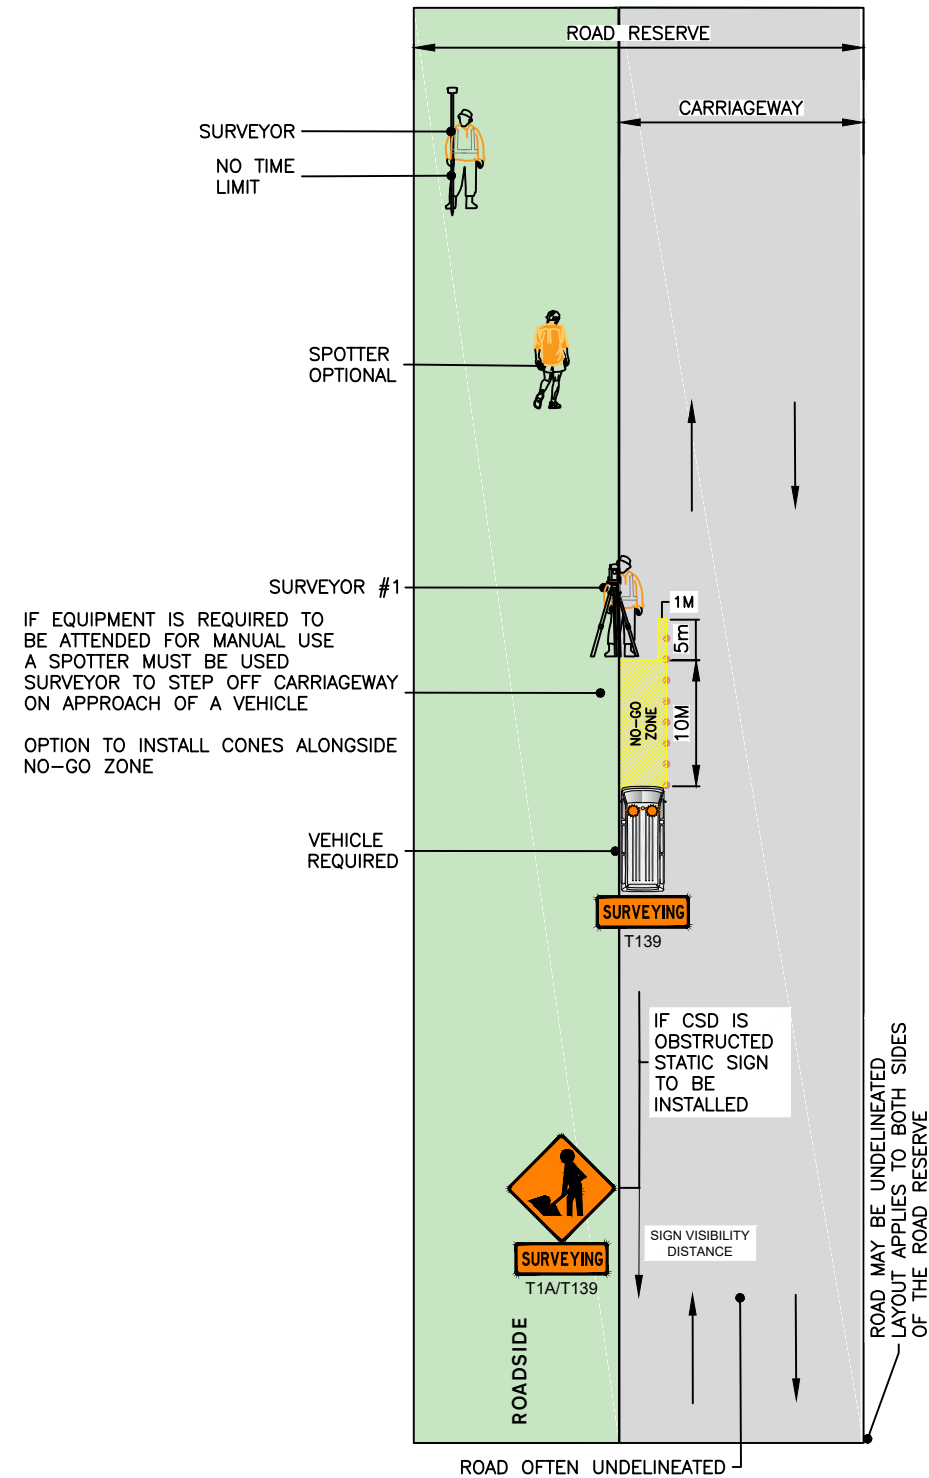 ROAD RESERVE
CARRIAGEWAY
SURVEYOR
NO TIME
LIMIT
SPOTTER
OPTIONAL
SURVEYOR #1
1M
5m
IF EQUIPMENT IS REQUIRED TO
BE ATTENDED FOR MANUAL USE
A SPOTTER MUST BE USED
SURVEYOR TO STEP OFF CARRIAGEWAY
ON APPROACH OF A VEHICLE
OPTION TO INSTALL CONES ALONGSIDE
NO-GO ZONE
NO-GO
ZONE
10M
VEHICLE
REQUIRED
SURVEYING
T139
IF CSD IS
OBSTRUCTED
STATIC SIGN
TO BE
INSTALLED
SIGN VISIBILITY
DISTANCE
SURVEYING
T1A/T139
ROADSIDE
ROAD MAY BE UNDELINEATED
LAYOUT APPLIES TO BOTH SIDES
OF THE ROAD RESERVE
ROAD OFTEN UNDELINEATED